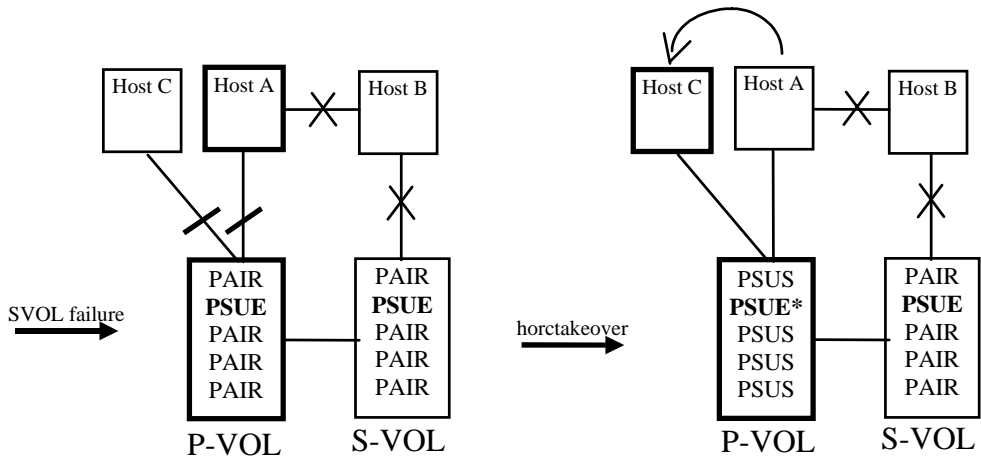 Host C
Host A
Host B
SVOL failure
PAIR
PSUE
PAIR
PAIR
PAIR
P-VOL
PAIR
PSUE
PAIR
PAIR
PAIR
S-VOL
horctakeover
Host C
Host A
Host B
PSUS
PSUE*
PSUS
PSUS
PSUS
P-VOL
PAIR
PSUE
PAIR
PAIR
PAIR
S-VOL